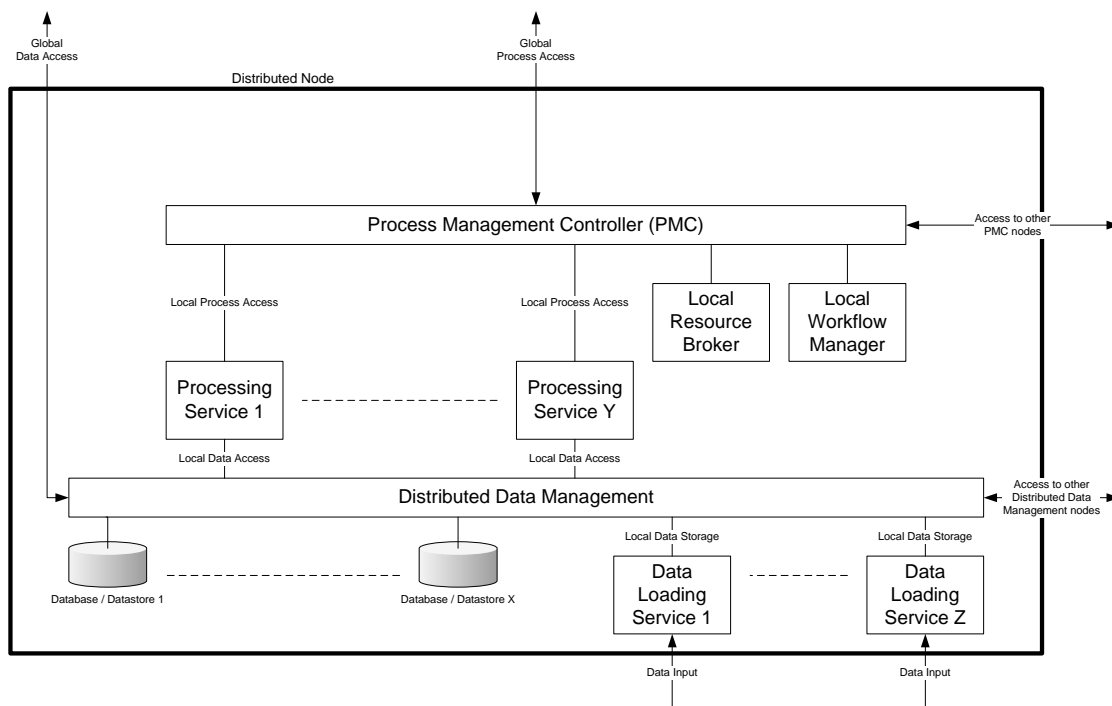 Global
Data Access
Global
Process Access
Distributed Node
Process Management Controller (PMC)
Access to other
PMC nodes
Local Process Access
Local Process Access
Local
Resource
Broker
Local
Workflow
Manager
Processing
Service 1
Processing
Service Y
Local Data Access
Local Data Access
Distributed Data Management
Access to other
Distributed Data
Management nodes
Local Data Storage
Local Data Storage
Database / Datastore 1
Database / Datastore X
Data
Loading
Service 1
Data
Loading
Service Z
Data Input
Data Input